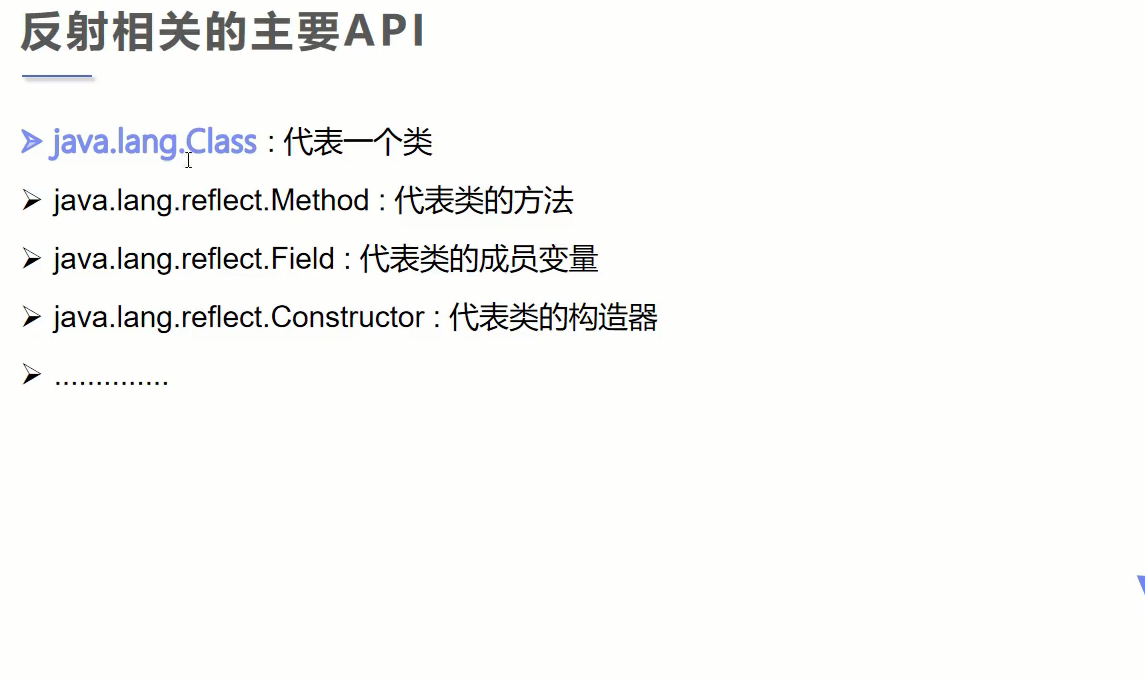 反射相关的主要API
➢ java.lang.Class : 代表一个类
➢ java.lang.reflect.Method : 代表类的方法
➢ java.lang.reflect.Field : 代表类的成员变量
➢ java.lang.reflect.Constructor : 代表类的构造器
➢ ..............